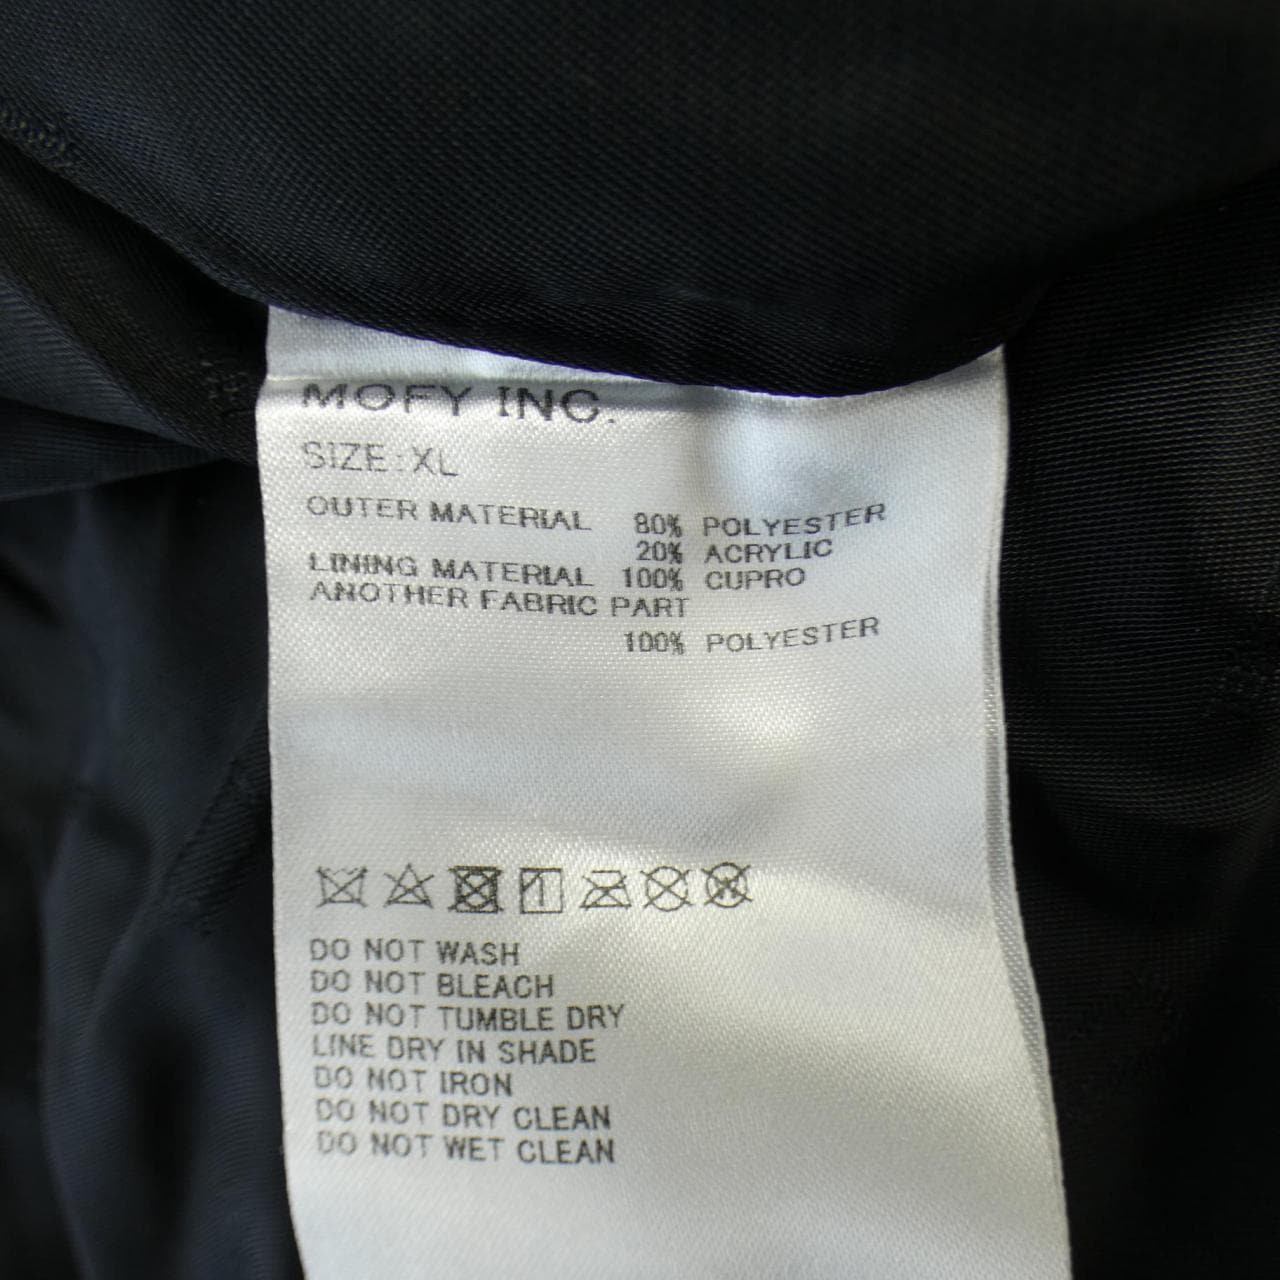 MOFY INC.
SIZE:XL
OUTER MATERIAL 80% POLYESTER
20% ACRYLIC
LINING MATERIAL 100% CUPRO
ANOTHER FABRIC PART
100% POLYESTER
DO NOT WASH
DO NOT BLEACH
DO NOT TUMBLE DRY
LINE DRY IN SHADE
DO NOT IRON
DO NOT DRY CLEAN
DO NOT WET CLEAN